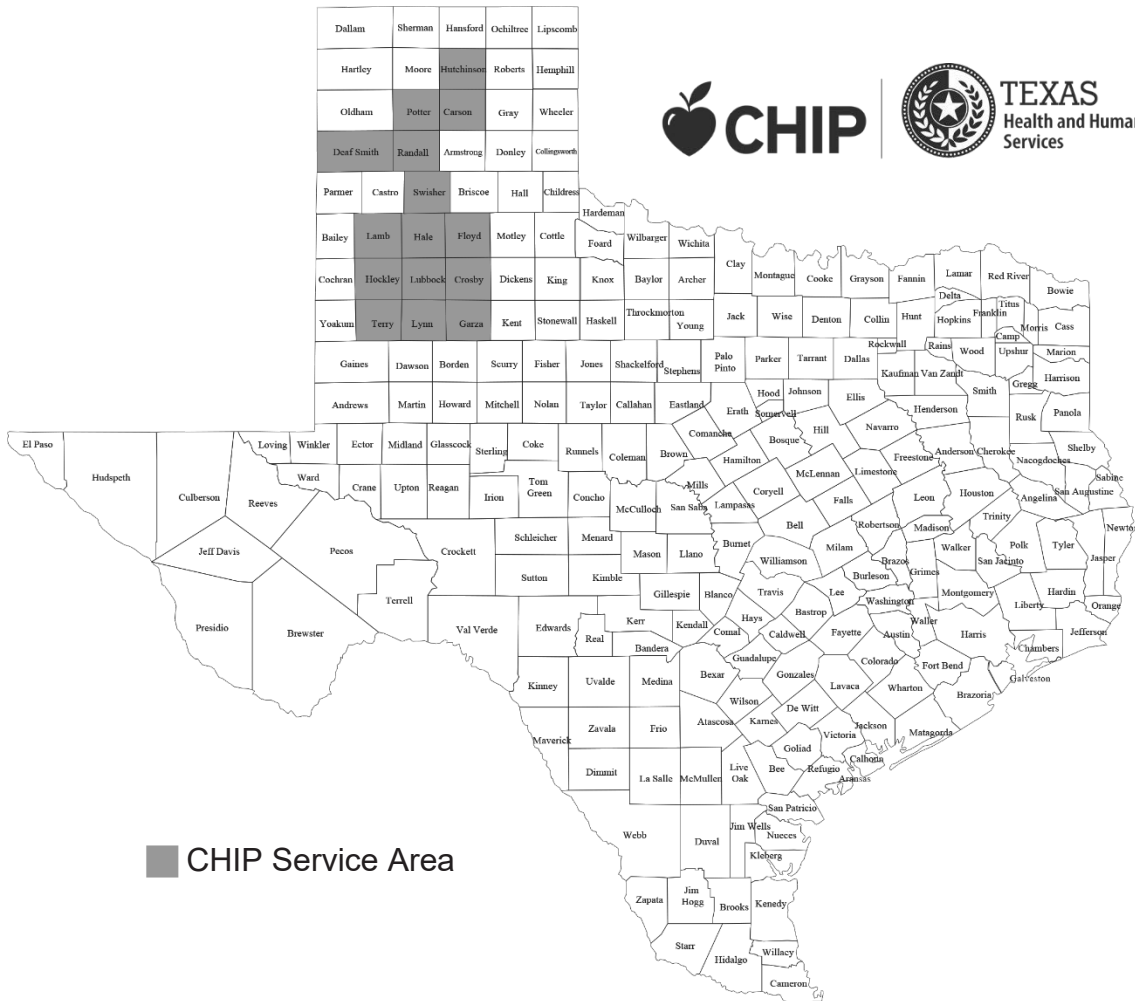 Dallam Sherman Hansford Ochiltree Lipscomb
Hartley Moore Hutchinson Roberts Hemphill
Oldham Potter Carson Gray Wheeler
Deaf Smith Randall Armstrong Donley Collingsworth
Parmer Castro Swisher Briscoe Hall Childress
CHIP
TEXAS
Health and Human
Services
Hardeman
Bailey Lamb Hale Floyd Motley Cottle Foard Wilbarger Wichita
Cochran Hockley Lubbock Crosby Dickens King Knox Baylor Archer Clay Montague Cooke Grayson Fannin Lamar Red River Bowie
Delta Titus
Yoakum Terry Lynn Garza Kent Stonewall Haskell Throckmorton Young Jack Wise Denton Collin Hunt Hopkins Franklin Morris Cass
Camp
Gaines Dawson Borden Scurry Fisher Jones Shackelford Stephens Palo
Pinto Parker Tarrant Dallas Rockwall Rains Wood Upshur Marion
Kaufman Van Zandt Smith Gregg Harrison
Andrews Martin Howard Mitchell Nolan Taylor Callahan Eastland Erath Hood Somervell Johnson Ellis Henderson Rusk Panola
El Paso Hudspeth Culberson Reeves Loving Winkler Ector Midland Glasscock Sterling Coke Runnels Coleman Brown Comanche Bosque Hill Navarro Anderson Cherokee Shelby
Hamilton Freestone Nacogdoches
Ward Crane Upton Reagan Irion Tom
Green Concho McCulloch San Saba Mills Lampasas Coryell McLennan Limestone Falls Leon Houston Angelina San Augustine Sabine
Jeff Davis Pecos Crockett Schleicher Menard Mason Llano Burnet Bell Milam Robertson Madison Trinity Polk Tyler Jasper Newton
Williamson Brazos Walker San Jacinto
Terrell Sutton Kimble Gillespie Blanco Travis Lee Burleson Grimes Montgomery Liberty Hardin Orange
Washington
Presidio Brewster Val Verde Edwards Real Kerr Kendall Comal Hays Bastrop Caldwell Fayette Austin Waller Harris Chambers Jefferson
Bandera
Kinney Uvalde Medina Bexar Guadalupe Gonzales Lavaca Colorado Fort Bend Galveston
Wilson Wharton Brazoria
Maverick Zavala Frio Atascosa Karnes De Witt Victoria Jackson Matagorda
Goliad Calhoun
Dimmit La Salle McMullen Live
Oak Bee Refugio Aransas
San Patricio
Webb Duval Jim Wells Nueces
Kleberg
CHIP Service Area
Zapata Jim
Hogg Brooks Kenedy
Starr Hidalgo Willacy
Cameron